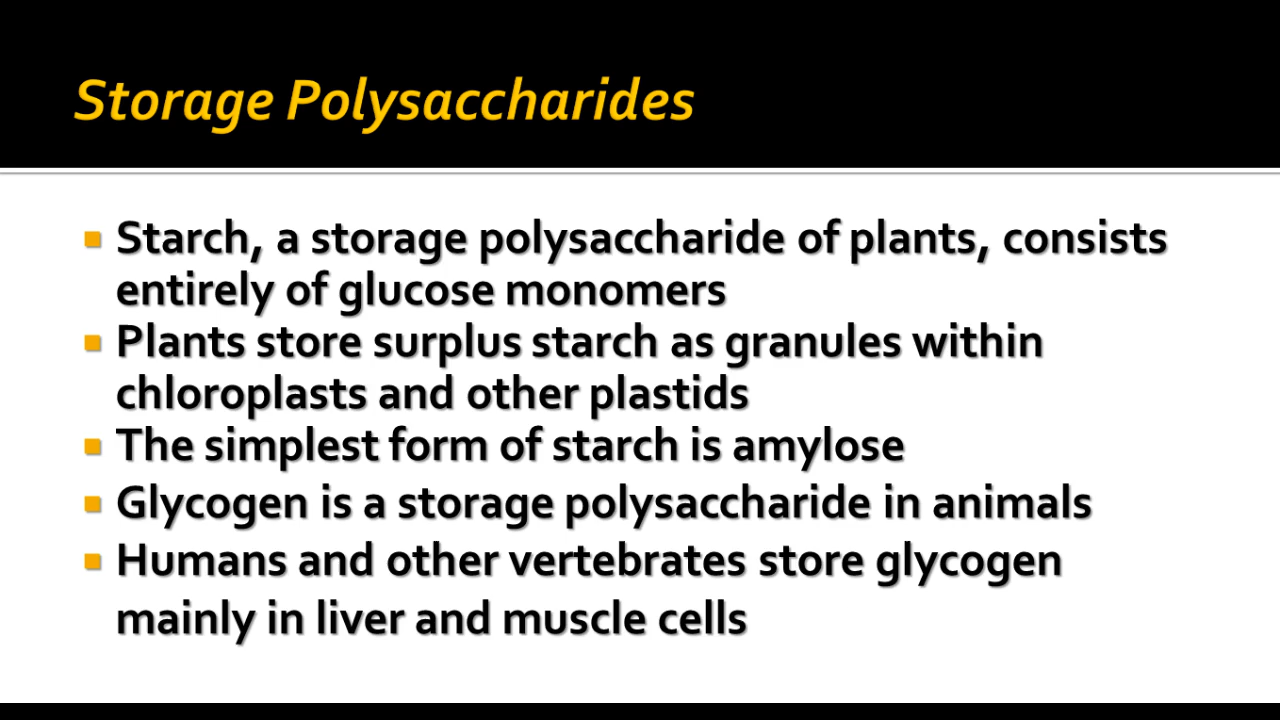 Storage Polysaccharides
Starch, a storage polysaccharide of plants, consists
entirely of glucose monomers
Plants store surplus starch as granules within
chloroplasts and other plastids
The simplest form of starch is amylose
Glycogen is a storage polysaccharide in animals
Humans and other vertebrates store glycogen
mainly in liver and muscle cells